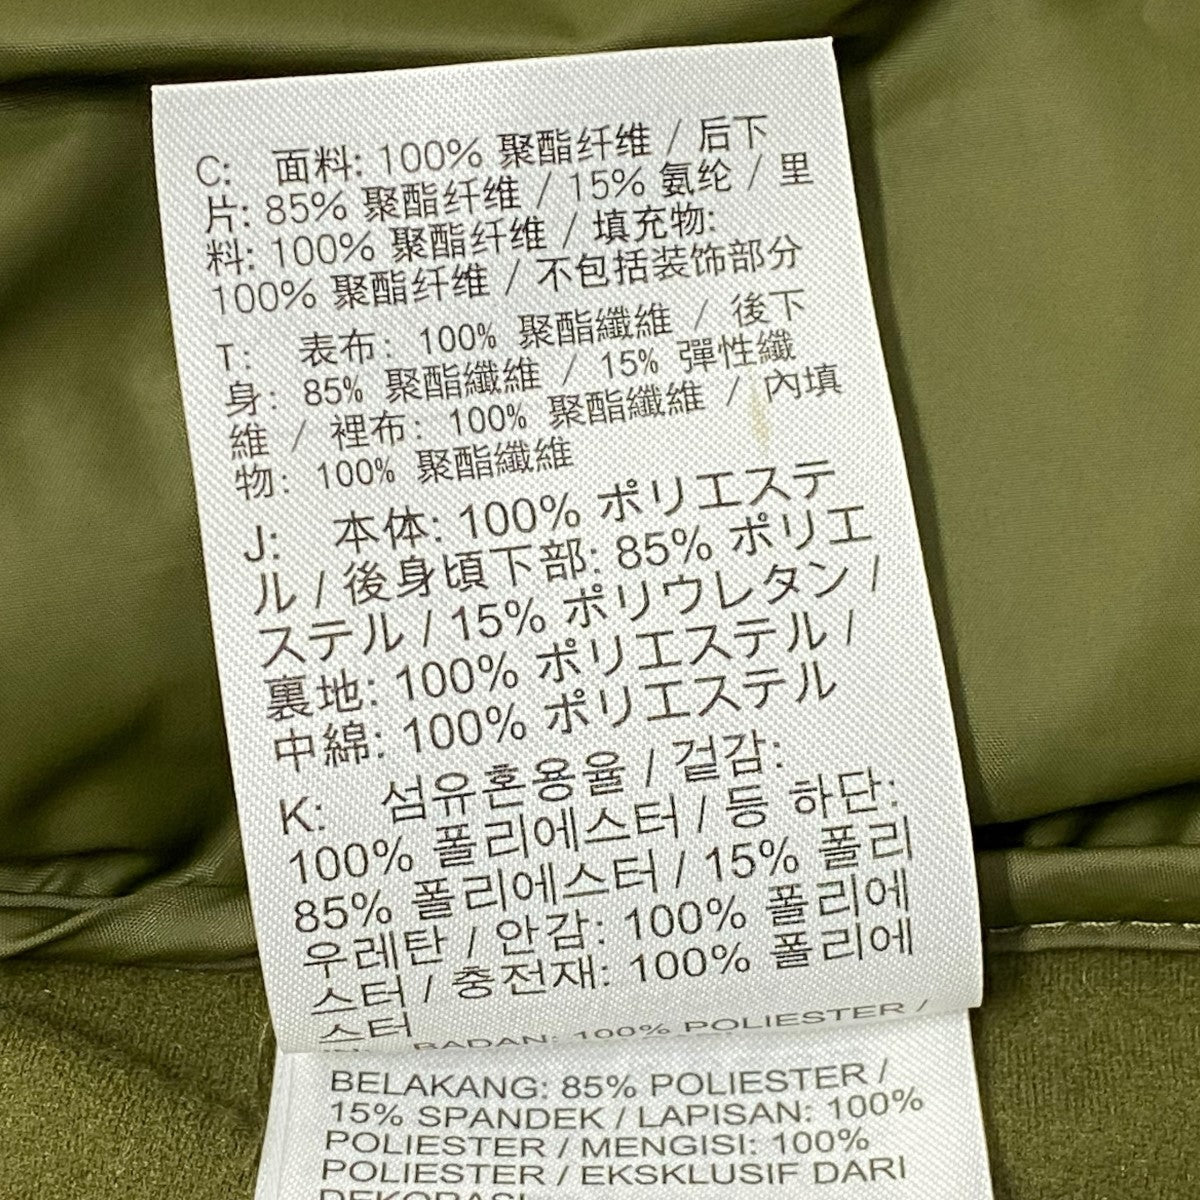 C: 面料: 100% 聚酯纤维 / 后下
片: 85% 聚酯纤维 / 15% 氨纶 / 里
料: 100% 聚酯纤维 / 填充物:
100% 聚酯纤维 / 不包括装饰部分
T: 表布: 100% 聚酯纖維 / 後下
身: 85% 聚酯纖維 / 15% 彈性纖
維 / 裡布: 100% 聚酯纖維 / 內填
物: 100% 聚酯纖維
J: 本体: 100% ポリエステ
ル / 後身頃下部: 85% ポリエ
ステル / 15% ポリウレタン /
裏地: 100% ポリエステル /
中綿: 100% ポリエステル
K: 섬유혼용율 / 겉감:
100% 폴리에스터 / 등 하단:
85% 폴리에스터 / 15% 폴리
우레탄 / 안감: 100% 폴리에
스터 / 충전재: 100% 폴리에
스터
BADAN: 100% POLIESTER /
BELAKANG: 85% POLIESTER /
15% SPANDEK / LAPISAN: 100%
POLIESTER / MENGISI: 100%
POLIESTER / EKSKLUSIF DARI
DEKORASI